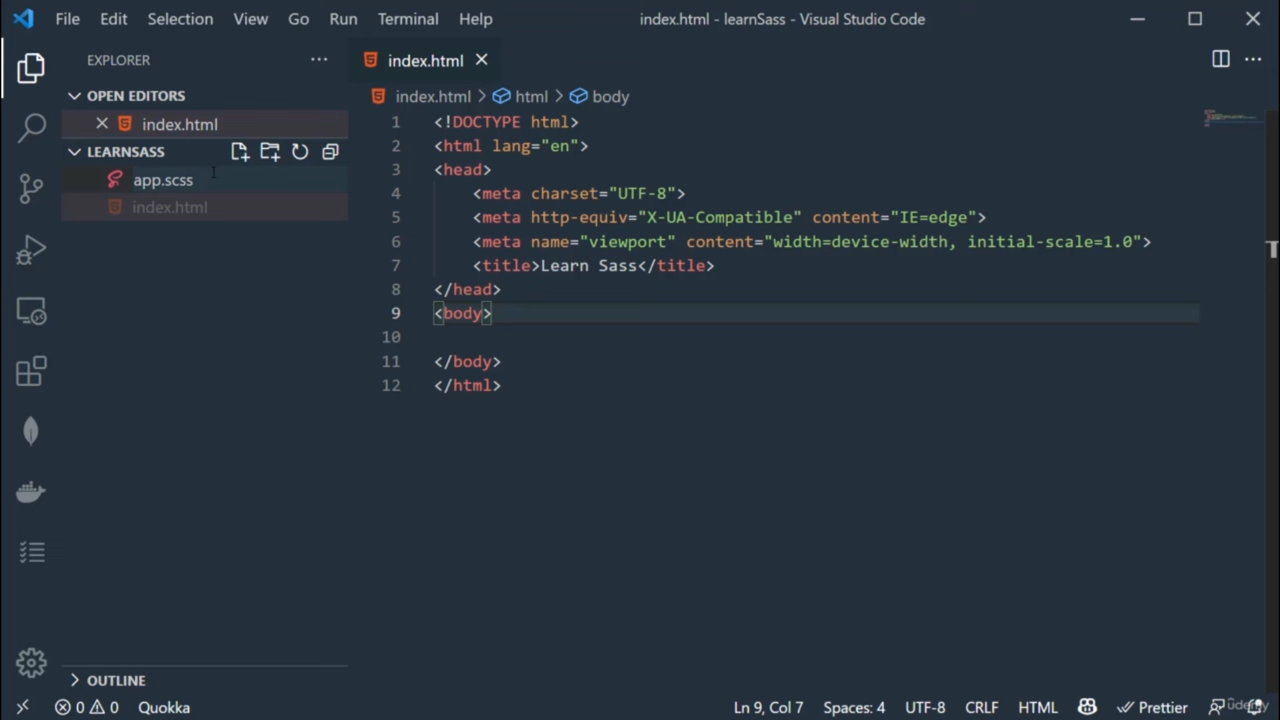 File Edit Selection View Go Run Terminal Help index.html - learnSass - Visual Studio Code
EXPLORER
index.html
OPEN EDITORS
index.html
LEARNSASS
app.scss
index.html
index.html > html > body
1 <!DOCTYPE html>
2 <html lang="en">
3 <head>
4 <meta charset="UTF-8">
5 <meta http-equiv="X-UA-Compatible" content="IE=edge">
6 <meta name="viewport" content="width=device-width, initial-scale=1.0">
7 <title>Learn Sass</title>
8 </head>
9 <body>
10
11 </body>
12 </html>
OUTLINE
0 0 Quokka Ln 9, Col 7 Spaces: 4 UTF-8 CRLF HTML Prettier
udemy